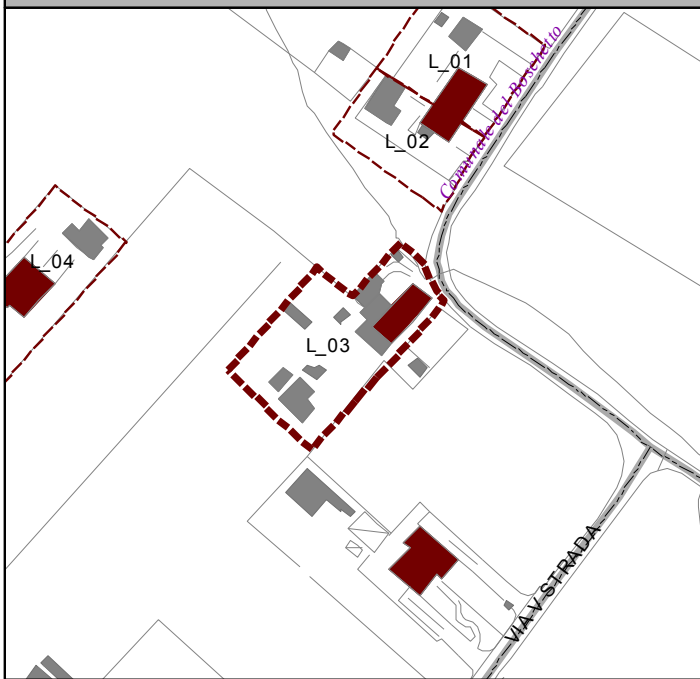 L_01
Comunale del Boschetto
L_02
L_04
L_03
VIA V STRADA